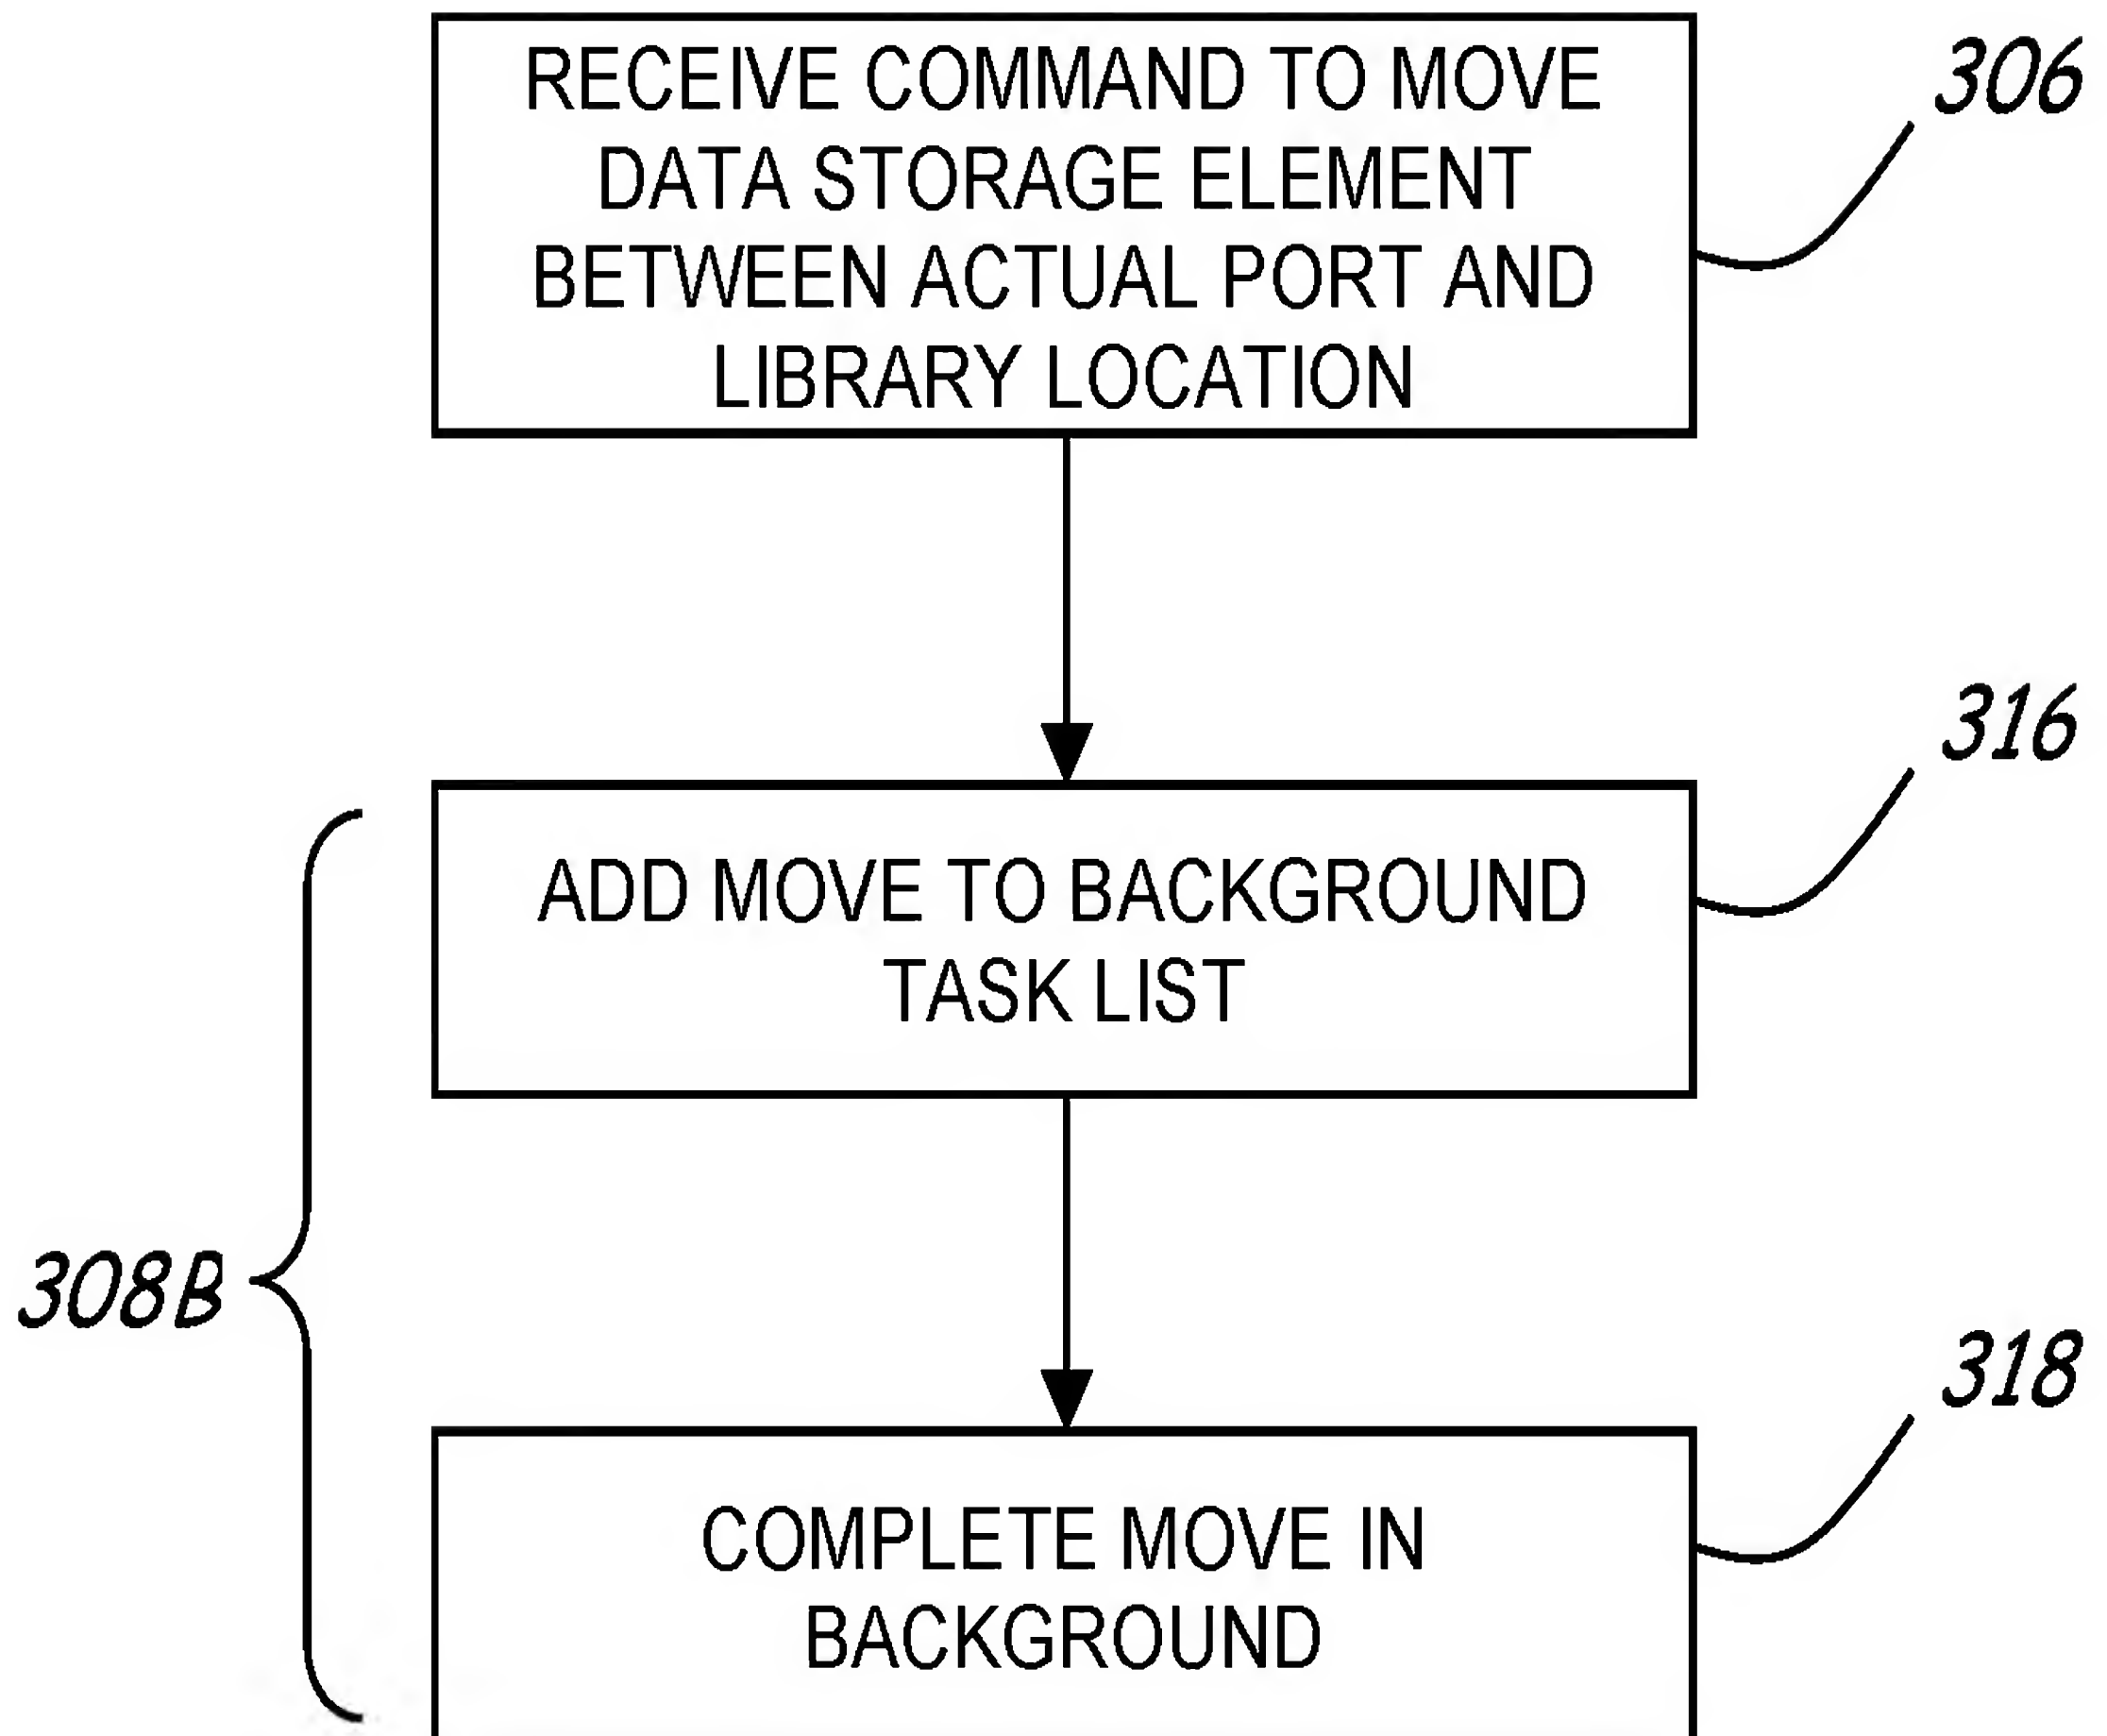 RECEIVE COMMAND TO MOVE
DATA STORAGE ELEMENT
BETWEEN ACTUAL PORT AND
LIBRARY LOCATION
306
ADD MOVE TO BACKGROUND
TASK LIST
316
308B
COMPLETE MOVE IN
BACKGROUND
318